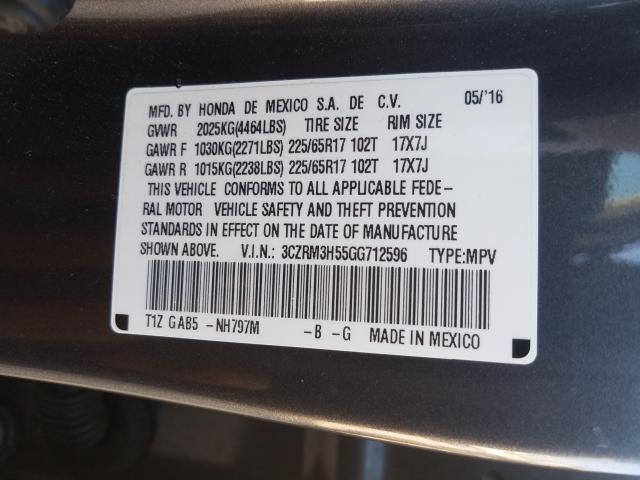 MFD. BY HONDA DE MEXICO S.A. DE C.V. 05/'16
GVWR 2025KG(4464LBS) TIRE SIZE RIM SIZE
GAWR F 1030KG(2271LBS) 225/65R17 102T 17X7J
GAWR R 1015KG(2238LBS) 225/65R17 102T 17X7J
THIS VEHICLE CONFORMS TO ALL APPLICABLE FEDE-
RAL MOTOR VEHICLE SAFETY AND THEFT PREVENTION
STANDARDS IN EFFECT ON THE DATE OF MANUFACTURE
SHOWN ABOVE. V.I.N.: 3CZRM3H55GG712596 TYPE:MPV
T1Z GAB5 -NH797M -B -G MADE IN MEXICO